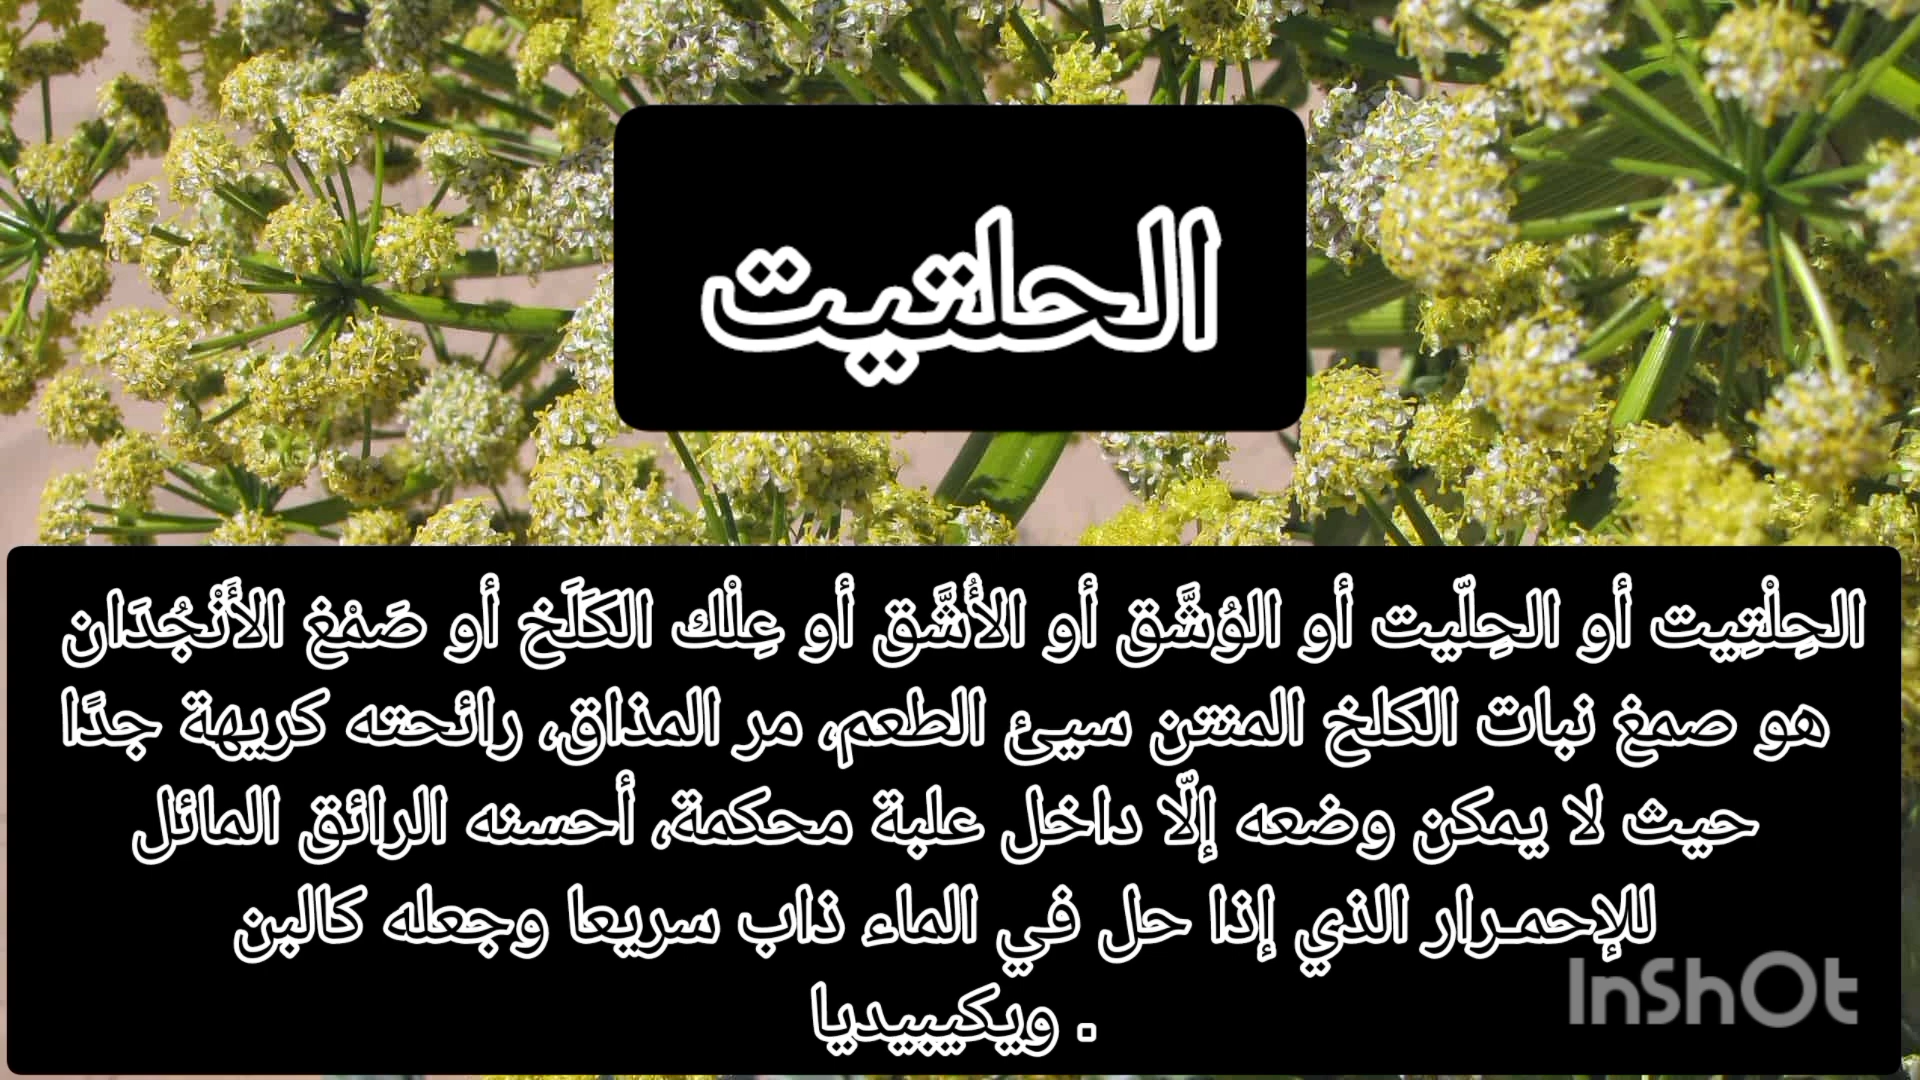 الحلتيت
الحِلْتِيت أو الحِلّيت أو الوُشَّق أو الأُشَّق أو عِلْك الكَلَخ أو صَمْغ الأَنْجُدَان
هو صمغ نبات الكلخ المنتن سيئ الطعم، مر المذاق، رائحته كريهة جدًا
حيث لا يمكن وضعه إلّا داخل علبة محكمة، أحسنه الرائق المائل
للإحمرار الذي إذا حل في الماء ذاب سريعا وجعله كالبن
. ويكيبيديا
InShOt